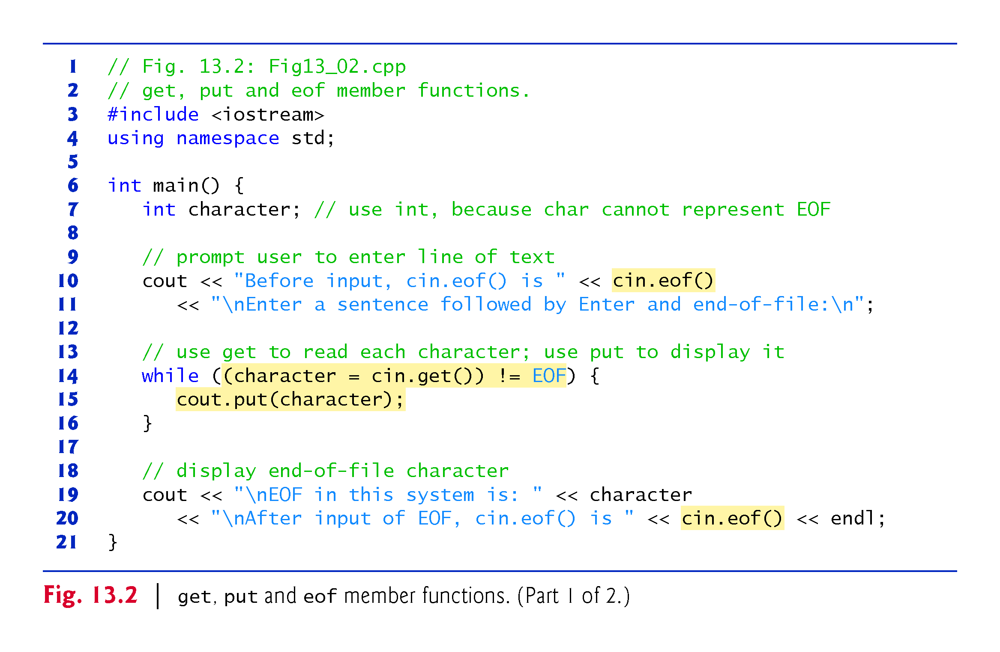 1 // Fig. 13.2: Fig13_02.cpp
2 // get, put and eof member functions.
3 #include <iostream>
4 using namespace std;
5
6 int main() {
7    int character; // use int, because char cannot represent EOF
8
9    // prompt user to enter line of text
10    cout << "Before input, cin.eof() is " << cin.eof()
11       << "\nEnter a sentence followed by Enter and end-of-file:\n";
12
13    // use get to read each character; use put to display it
14    while ((character = cin.get()) != EOF) {
15       cout.put(character);
16    }
17
18    // display end-of-file character
19    cout << "\nEOF in this system is: " << character
20       << "\nAfter input of EOF, cin.eof() is " << cin.eof() << endl;
21 }
Fig. 13.2 | get, put and eof member functions. (Part 1 of 2.)